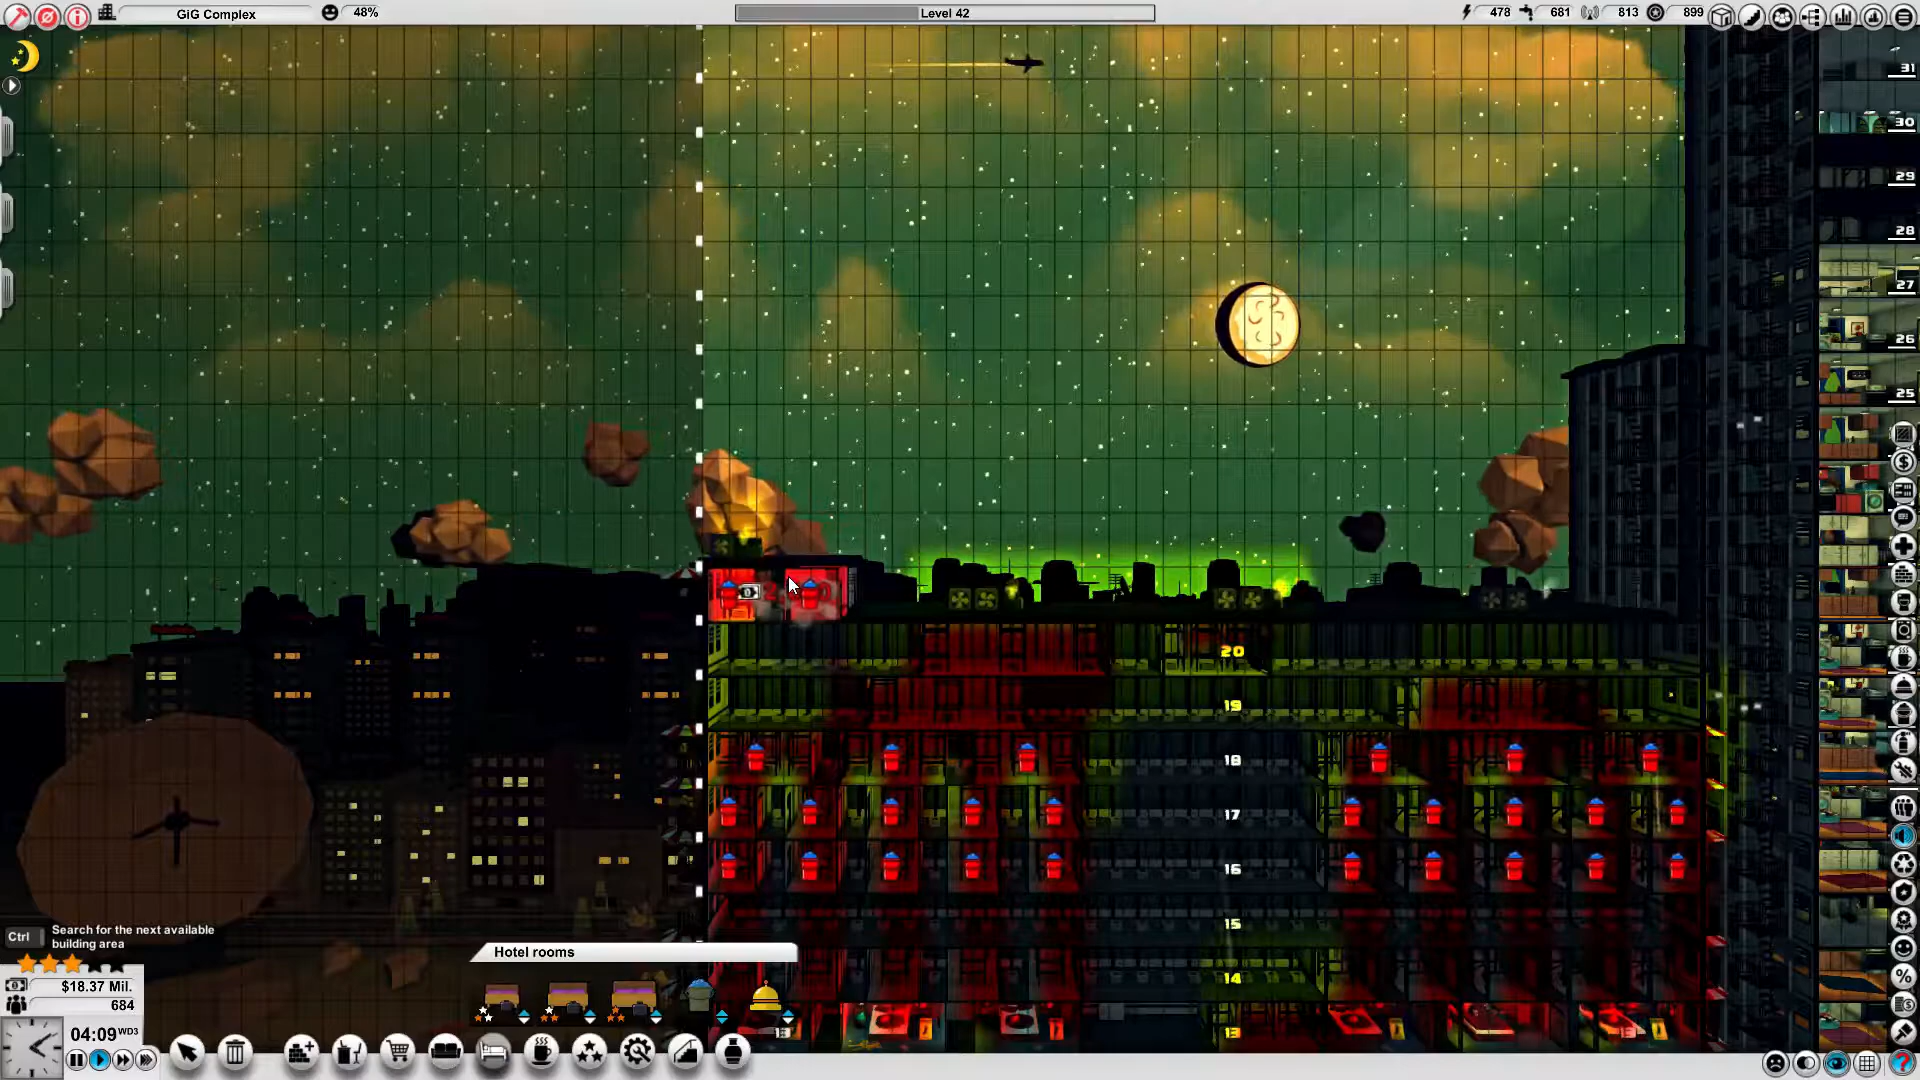 GiG Complex
48%
Level 42
478
681
813
899
31
30
29
28
27
26
25
20
19
18
17
16
15
14
13
Ctrl
Search for the next available
building area
Hotel rooms
$18.37 Mil.
684
04:09 WD3